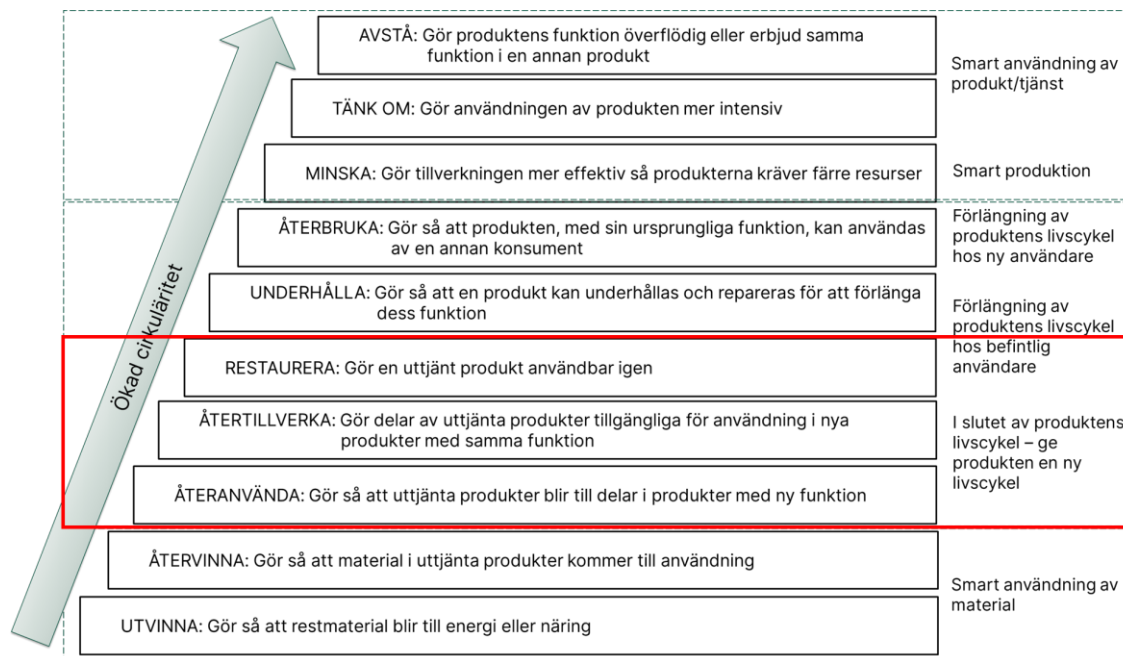 AVSTÅ: Gör produktens funktion överflödig eller erbjud samma
funktion i en annan produkt
Smart användning av
produkt/tjänst
TÄNK OM: Gör användningen av produkten mer intensiv
MINSKA: Gör tillverkningen mer effektiv så produkterna kräver färre resurser
Smart produktion
ÅTERBRUKA: Gör så att produkten, med sin ursprungliga funktion, kan användas
av en annan konsument
Förlängning av
produktens livscykel
hos ny användare
UNDERHÅLLA: Gör så att en produkt kan underhållas och repareras för att förlänga
dess funktion
Förlängning av
produktens livscykel
hos befintlig
användare
RESTAURERA: Gör en uttjänt produkt användbar igen
ÅTERTILLVERKA: Gör delar av uttjänta produkter tillgängliga för användning i nya
produkter med samma funktion
I slutet av produktens
livscykel – ge
produkten en ny
livscykel
ÅTERANVÄNDA: Gör så att uttjänta produkter blir till delar i produkter med ny funktion
ÅTERVINNA: Gör så att material i uttjänta produkter kommer till användning
Smart användning av
material
UTVINNA: Gör så att restmaterial blir till energi eller näring
Ökad cirkuläritet